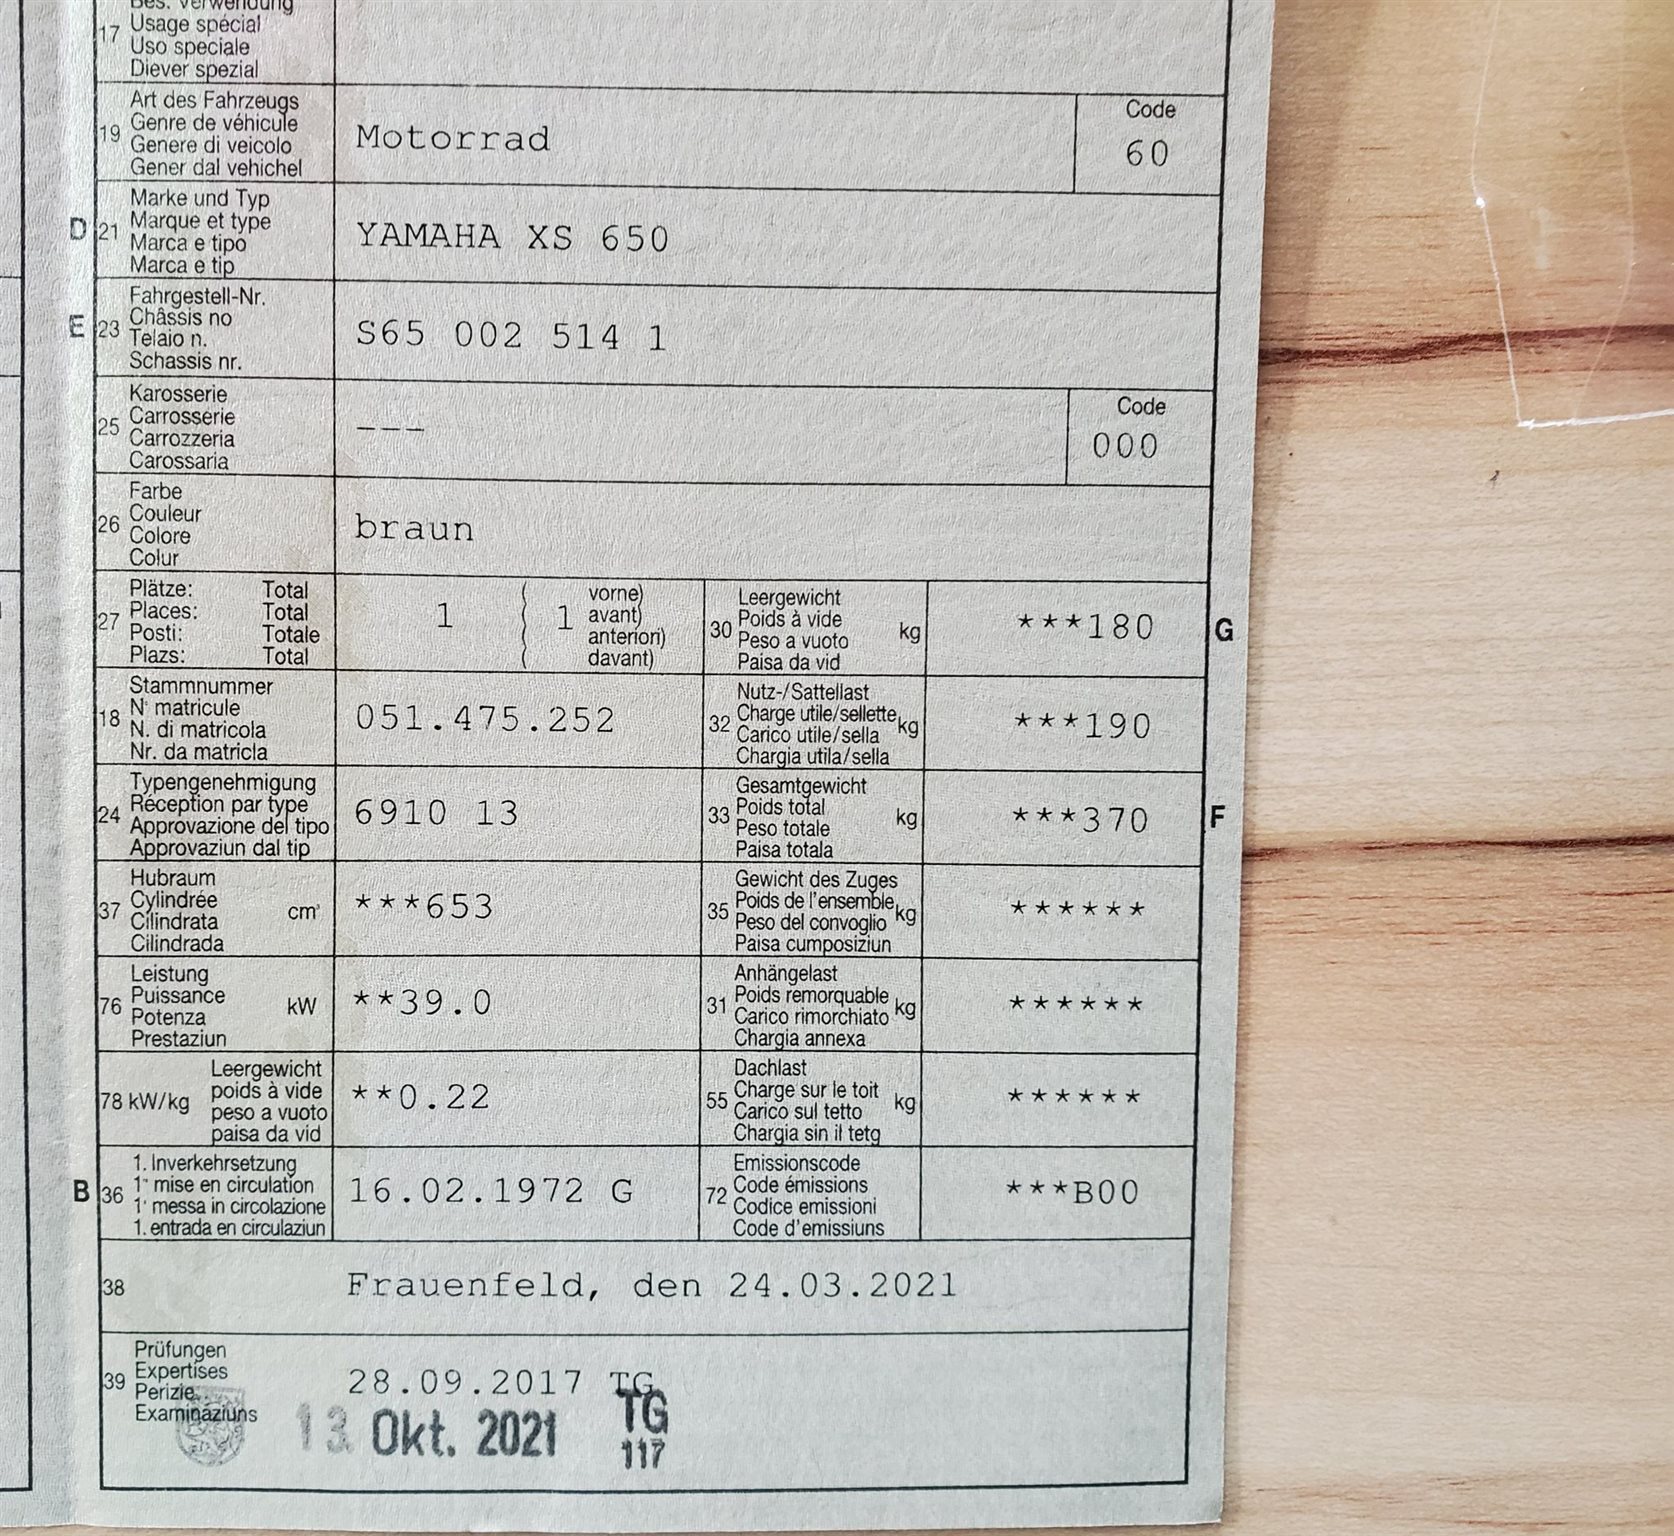 Bes. Verwendung
17 Usage spécial
Uso speciale
Diever spezial
Art des Fahrzeugs
19 Genre de véhicule
Genere di veicolo
Gener dal vehichel
Motorrad
Code
60
Marke und Typ
D 21 Marque et type
Marca e tipo
Marca e tip
YAMAHA XS 650
Fahrgestell-Nr.
E 23 Châssis no
Telaio n.
Schassis nr.
S65 002 514 1
Karosserie
25 Carrosserie
Carrozzeria
Carossaria
---
Code
000
Farbe
26 Couleur
Colore
Colur
braun
Plätze: Total
27 Places: Total
Posti: Totale
Plazs: Total
1 ( 1 vorne)
( avant)
( anteriori)
( davant)
Leergewicht
30 Poids à vide kg
Peso a vuoto
Paisa da vid
***180 G
Stammnummer
18 N° matricule
N. di matricola
Nr. da matricla
051.475.252
Nutz-/Sattellast
32 Charge utile/sellette kg
Carico utile/sella
Chargia utila/sella
***190
Typengenehmigung
24 Réception par type
Approvazione del tipo
Approvaziun dal tip
6910 13
Gesamtgewicht
33 Poids total kg
Peso totale
Paisa totala
***370 F
Hubraum
37 Cylindrée cm³
Cilindrata
Cilindrada
***653
Gewicht des Zuges
35 Poids de l'ensemble kg
Peso del convoglio
Paisa cumposiziun
******
Leistung
76 Puissance kW
Potenza
Prestaziun
**39.0
Anhängelast
31 Poids remorquable kg
Carico rimorchiato
Chargia annexa
******
Leergewicht
78 kW/kg poids à vide
peso a vuoto
paisa da vid
**0.22
Dachlast
55 Charge sur le toit kg
Carico sul tetto
Chargia sin il tetg
******
1. Inverkehrsetzung
B 36 1re mise en circulation
1a messa in circolazione
1. entrada en circulaziun
16.02.1972 G
Emissionscode
72 Code émissions
Codice emissioni
Code d'emissiuns
***B00
38 Frauenfeld, den 24.03.2021
Prüfungen
39 Expertises
Perizie
Examinaziuns
28.09.2017 TG
13. Okt. 2021 TG
117